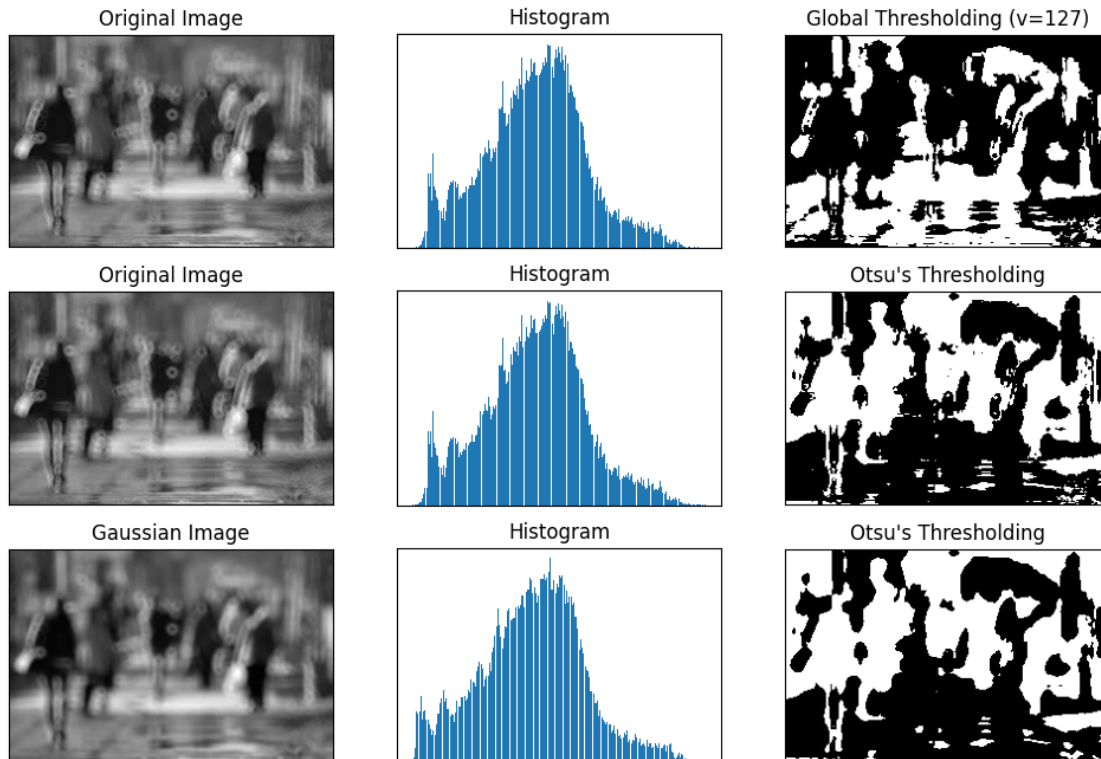 Original Image
Histogram
Global Thresholding (v=127)
Original Image
Histogram
Otsu's Thresholding
Gaussian Image
Histogram
Otsu's Thresholding